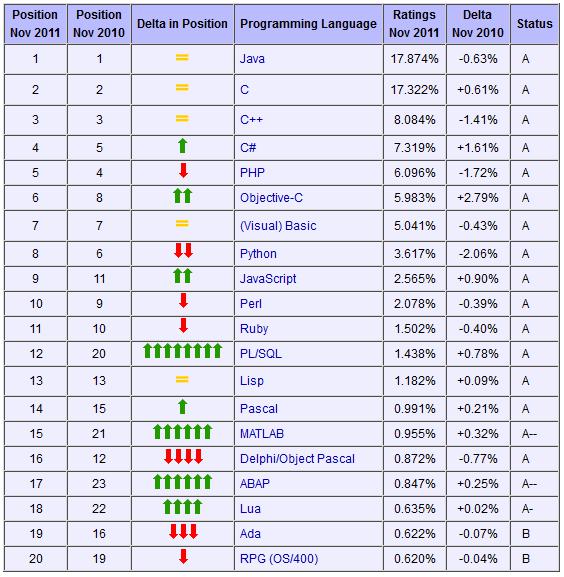 Position Nov 2011 Position Nov 2010 Delta in Position Programming Language Ratings Nov 2011 Delta Nov 2010 Status
1 1 = Java 17.874% -0.63% A
2 2 = C 17.322% +0.61% A
3 3 = C++ 8.084% -1.41% A
4 5 C# 7.319% +1.61% A
5 4 PHP 6.096% -1.72% A
6 8 Objective-C 5.983% +2.79% A
7 7 = (Visual) Basic 5.041% -0.43% A
8 6 Python 3.617% -2.06% A
9 11 JavaScript 2.565% +0.90% A
10 9 Perl 2.078% -0.39% A
11 10 Ruby 1.502% -0.40% A
12 20 PL/SQL 1.438% +0.78% A
13 13 = Lisp 1.182% +0.09% A
14 15 Pascal 0.991% +0.21% A
15 21 MATLAB 0.955% +0.32% A--
16 12 Delphi/Object Pascal 0.872% -0.77% A
17 23 ABAP 0.847% +0.25% A--
18 22 Lua 0.635% +0.02% A-
19 16 Ada 0.622% -0.07% B
20 19 RPG (OS/400) 0.620% -0.04% B